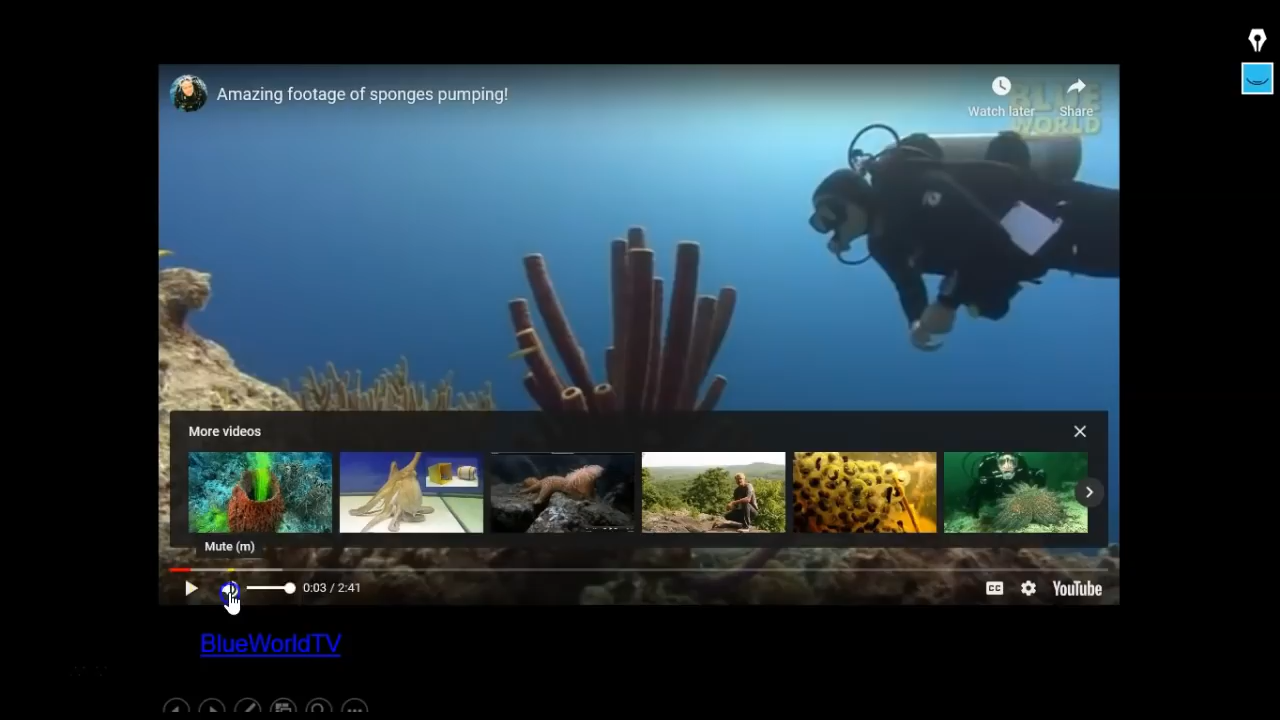 Amazing footage of sponges pumping!
Watch later
Share
BLUE
WORLD
More videos
Mute (m)
0:03 / 2:41
CC
YouTube
BlueWorldTV